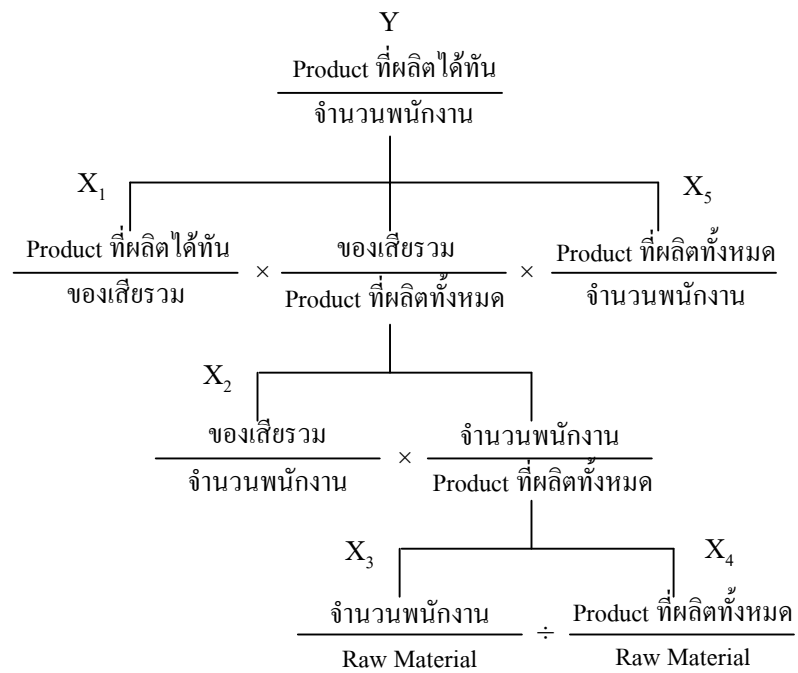 Y
Product ที่ผลิตได้ทัน
จำนวนพนักงาน
X₁
X₅
Product ที่ผลิตได้ทัน
ของเสียรวม
×
ของเสียรวม
Product ที่ผลิตทั้งหมด
×
Product ที่ผลิตทั้งหมด
จำนวนพนักงาน
X₂
ของเสียรวม
จำนวนพนักงาน
×
จำนวนพนักงาน
Product ที่ผลิตทั้งหมด
X₃
X₄
จำนวนพนักงาน
Raw Material
÷
Product ที่ผลิตทั้งหมด
Raw Material